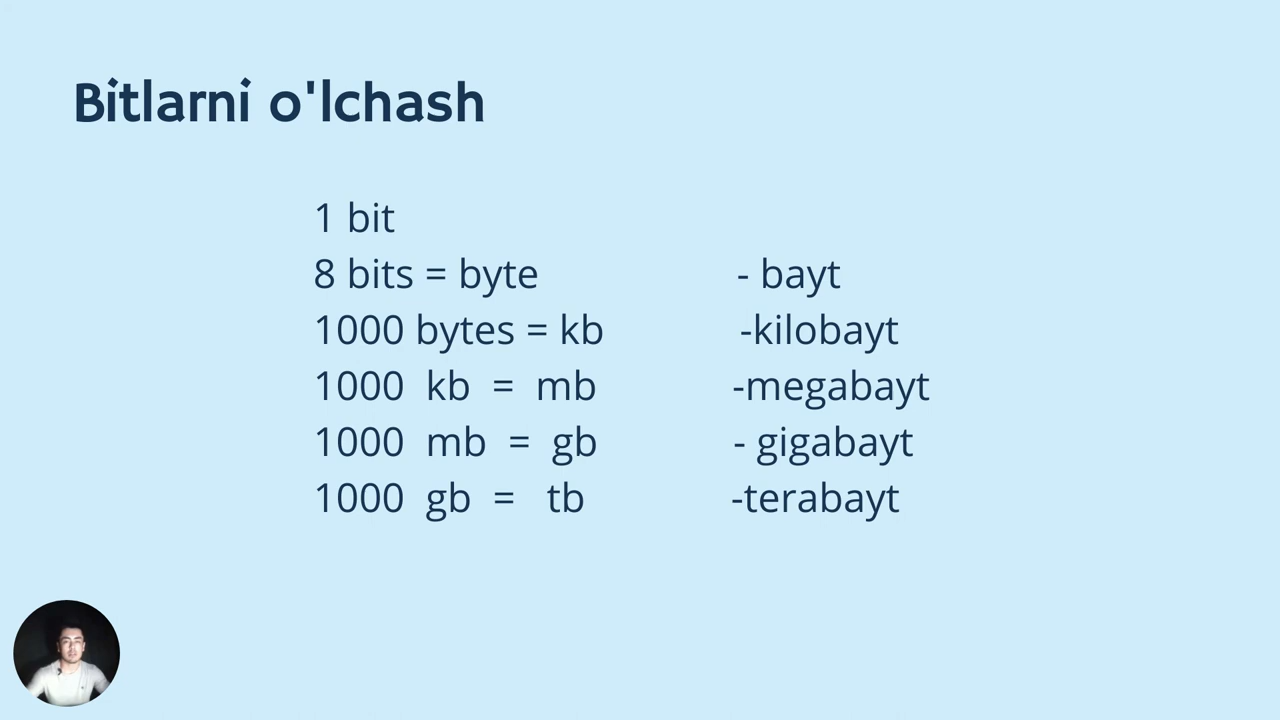 Bitlarni o'lchash
1 bit
8 bits = byte - bayt
1000 bytes = kb -kilobayt
1000 kb = mb -megabayt
1000 mb = gb - gigabayt
1000 gb = tb -terabayt